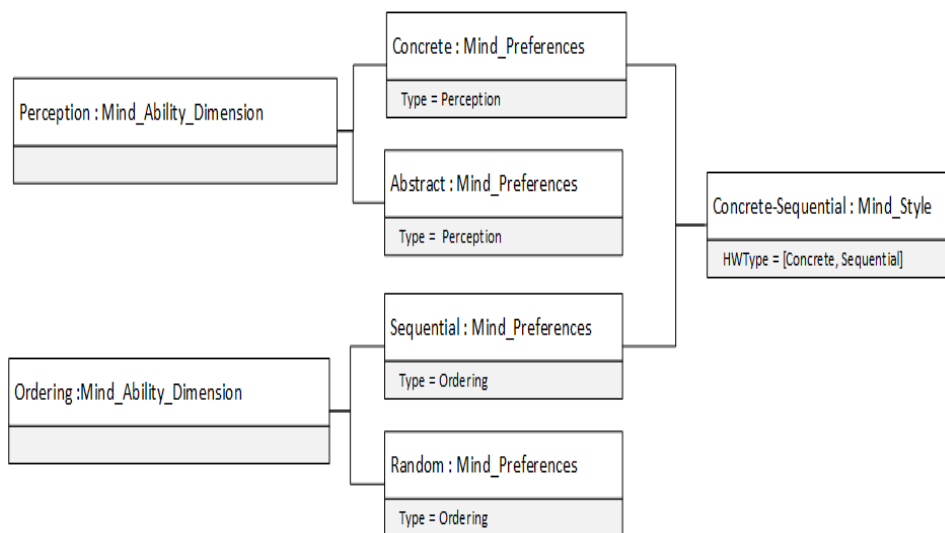 Concrete : Mind_Preferences
Type = Perception
Perception : Mind_Ability_Dimension
Abstract : Mind_Preferences
Type = Perception
Concrete-Sequential : Mind_Style
HWType = [Concrete, Sequential]
Sequential : Mind_Preferences
Type = Ordering
Ordering :Mind_Ability_Dimension
Random : Mind_Preferences
Type = Ordering